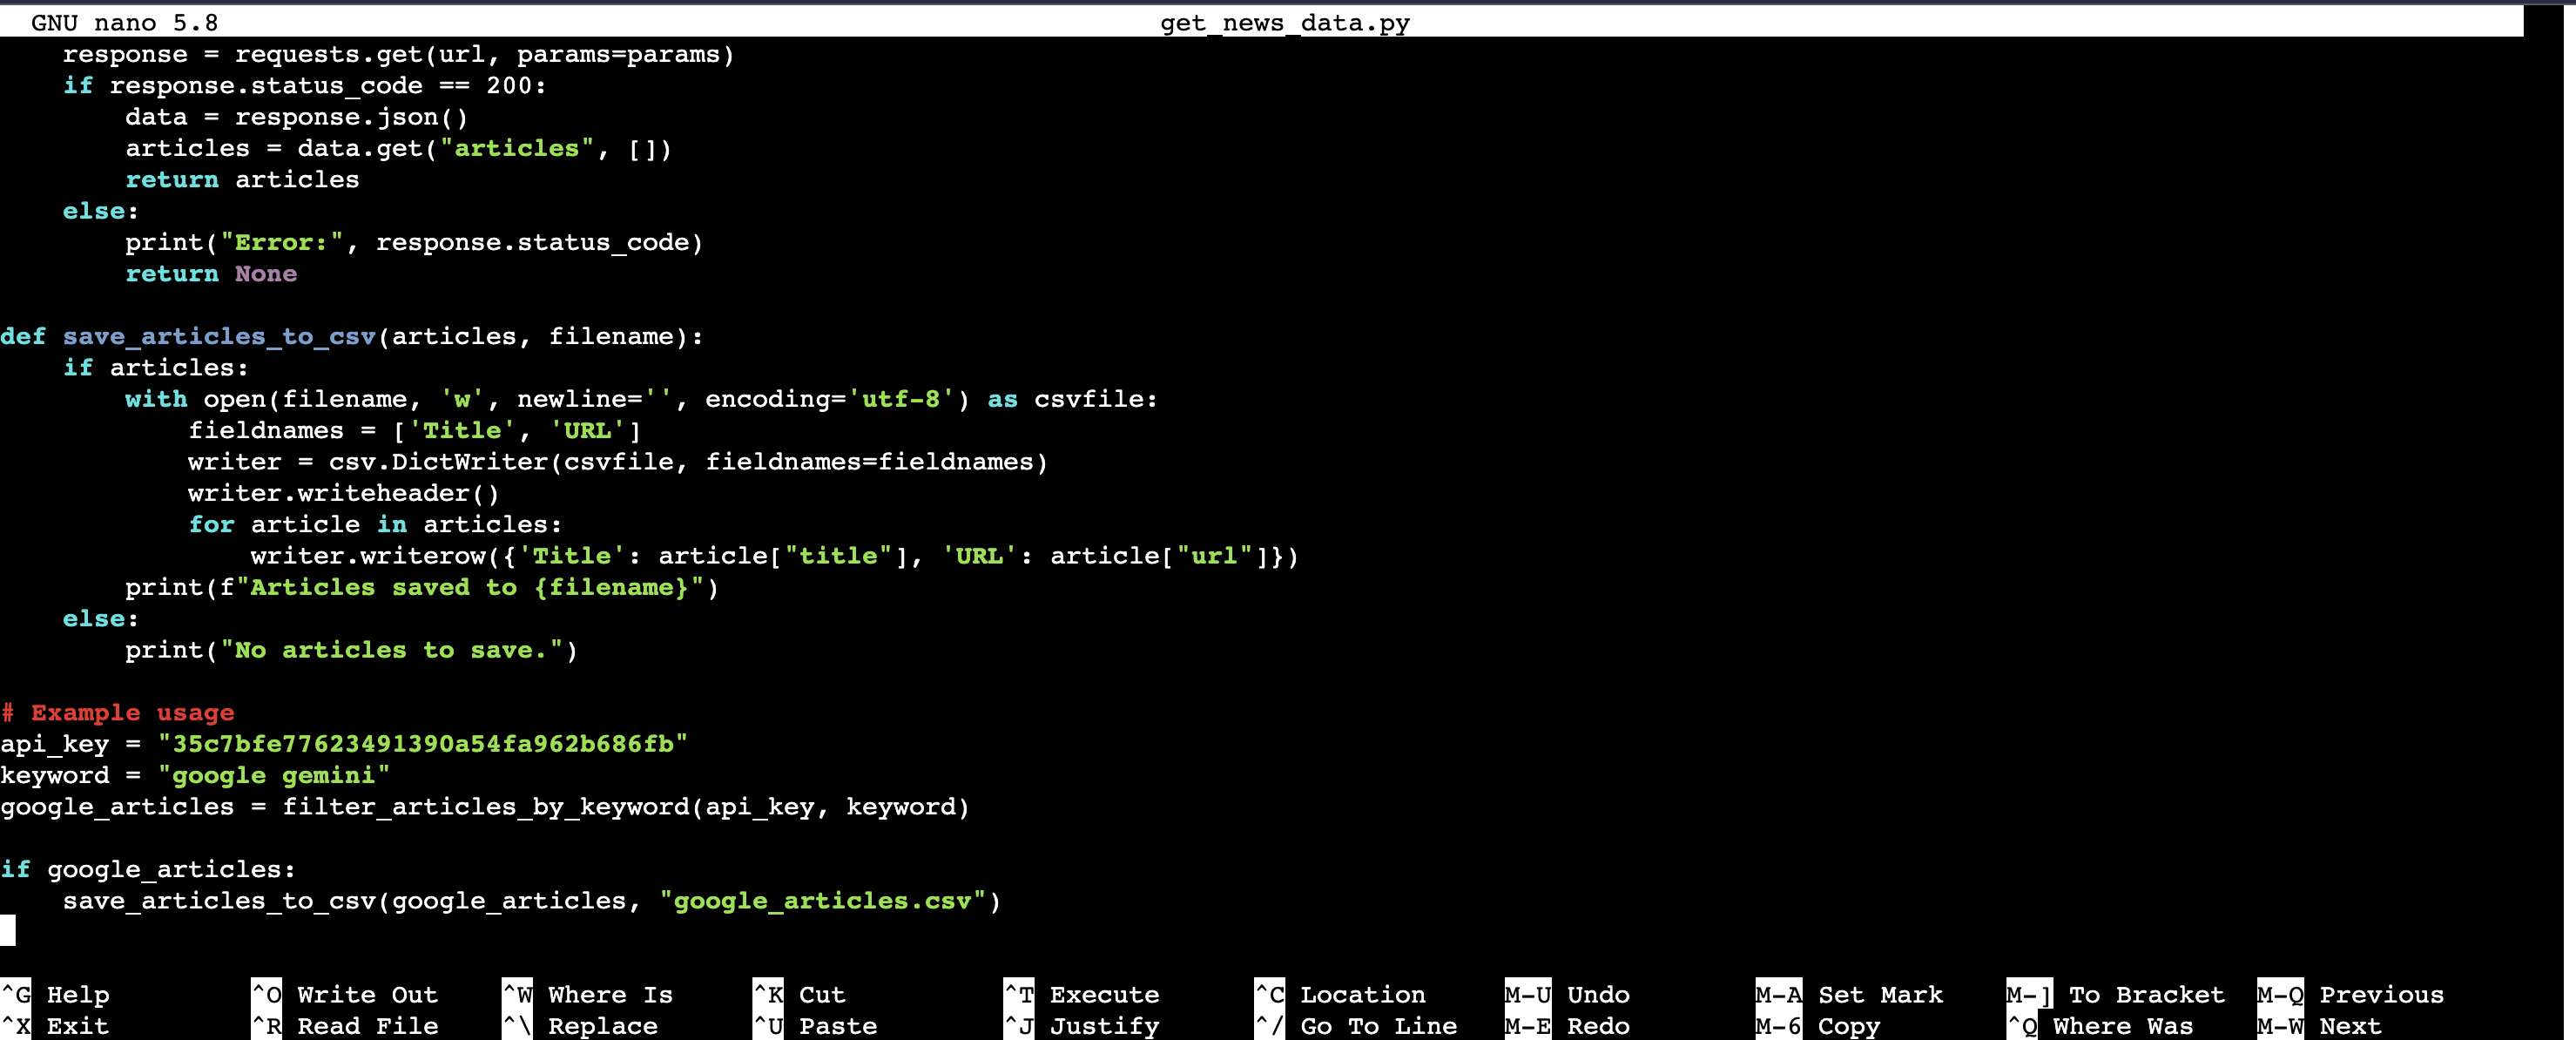 GNU nano 5.8 get_news_data.py
    response = requests.get(url, params=params)
    if response.status_code == 200:
        data = response.json()
        articles = data.get("articles", [])
        return articles
    else:
        print("Error:", response.status_code)
        return None

def save_articles_to_csv(articles, filename):
    if articles:
        with open(filename, 'w', newline='', encoding='utf-8') as csvfile:
            fieldnames = ['Title', 'URL']
            writer = csv.DictWriter(csvfile, fieldnames=fieldnames)
            writer.writeheader()
            for article in articles:
                writer.writerow({'Title': article["title"], 'URL': article["url"]})
        print(f"Articles saved to {filename}")
    else:
        print("No articles to save.")

# Example usage
api_key = "35c7bfe77623491390a54fa962b686fb"
keyword = "google gemini"
google_articles = filter_articles_by_keyword(api_key, keyword)

if google_articles:
    save_articles_to_csv(google_articles, "google_articles.csv")

^G Help ^O Write Out ^W Where Is ^K Cut ^T Execute ^C Location M-U Undo M-A Set Mark M-] To Bracket M-Q Previous
^X Exit ^R Read File ^\ Replace ^U Paste ^J Justify ^/ Go To Line M-E Redo M-6 Copy ^Q Where Was M-W Next